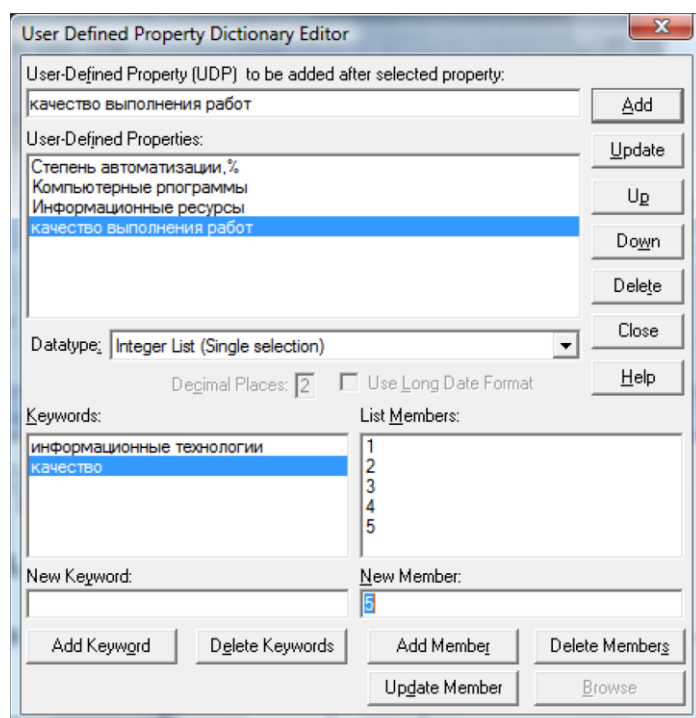 User Defined Property Dictionary Editor
User-Defined Property (UDP) to be added after selected property:
качество выполнения работ
Add
User-Defined Properties:
Update
Степень автоматизации,%
Компьютерные рпограммы
Информационные ресурсы
качество выполнения работ
Up
Down
Delete
Close
Datatype: Integer List (Single selection)
Decimal Places: 2 Use Long Date Format
Help
Keywords: List Members:
информационные технологии 1
качество 2
3
4
5
New Keyword: New Member:
5
Add Keyword Delete Keywords Add Member Delete Members
Update Member Browse